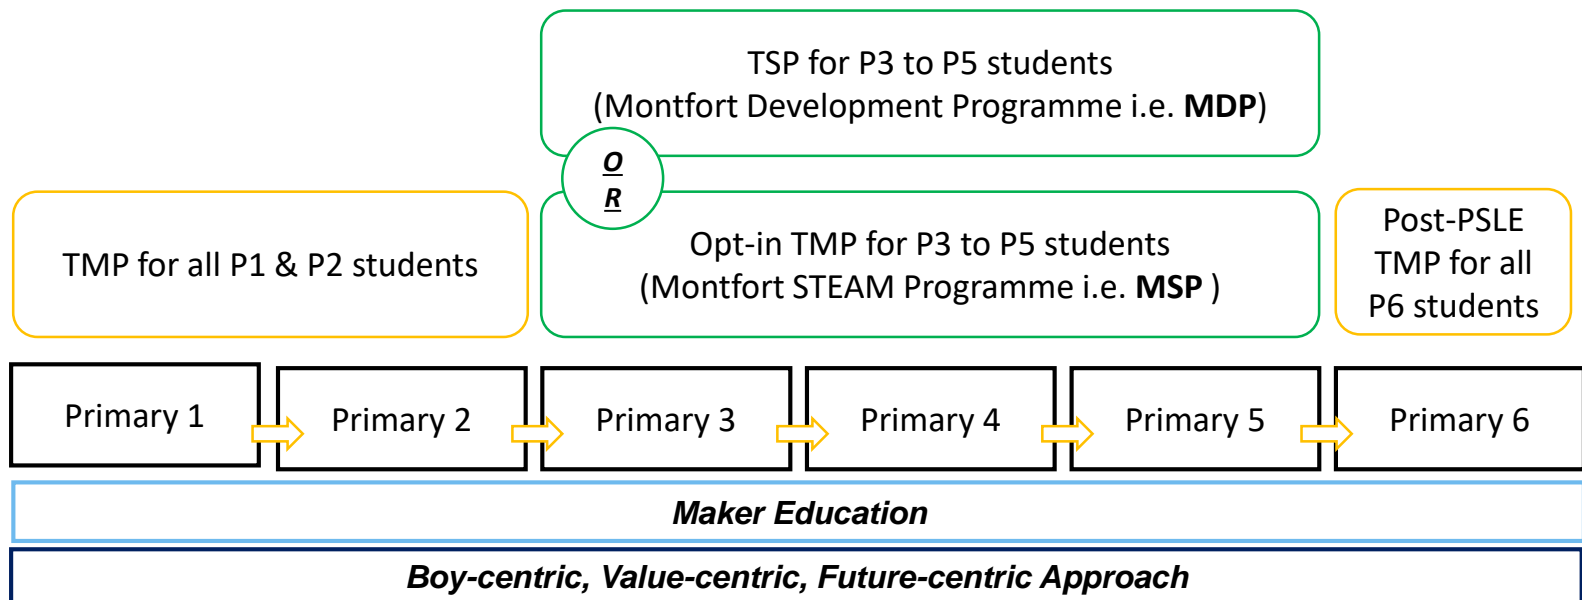 TSP for P3 to P5 students
(Montfort Development Programme i.e. MDP)
O
R
TMP for all P1 & P2 students
Opt-in TMP for P3 to P5 students
(Montfort STEAM Programme i.e. MSP )
Post-PSLE
TMP for all
P6 students
Primary 1
Primary 2
Primary 3
Primary 4
Primary 5
Primary 6
Maker Education
Boy-centric, Value-centric, Future-centric Approach